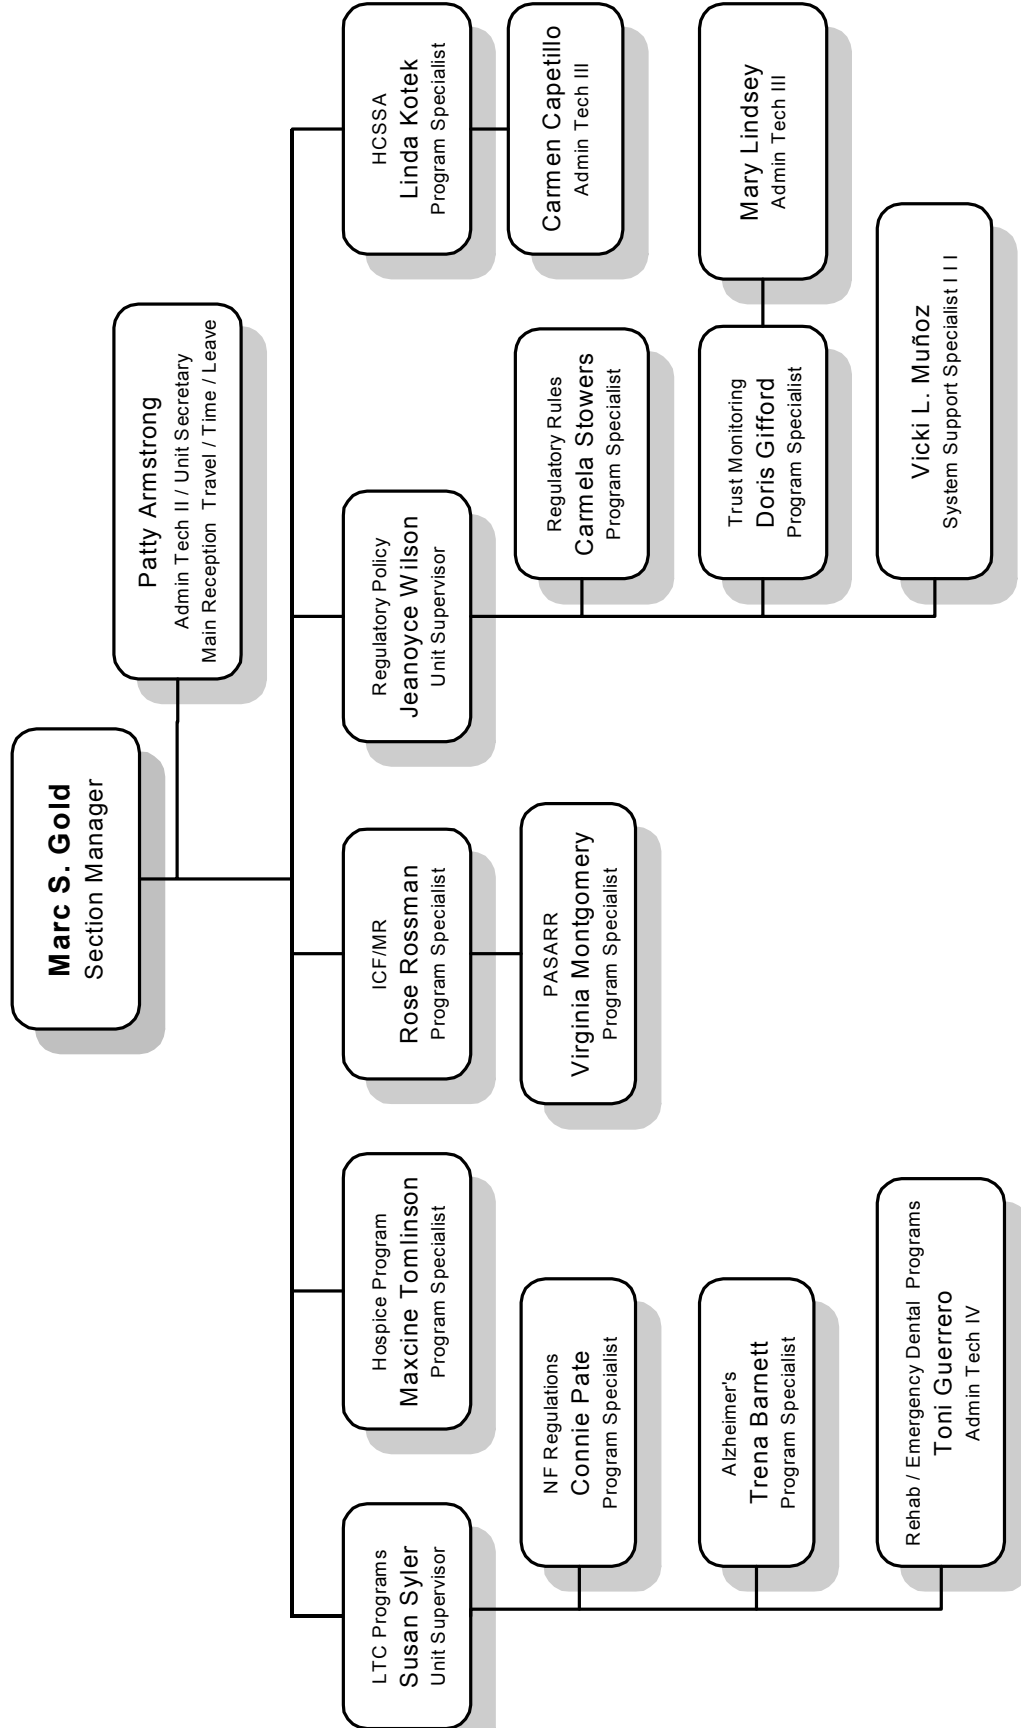 Marc S. Gold
Section Manager
Patty Armstrong
Admin Tech II / Unit Secretary
Main Reception Travel / Time / Leave
LTC Programs
Susan Syler
Unit Supervisor
Hospice Program
Maxcine Tomlinson
Program Specialist
ICF/MR
Rose Rossman
Program Specialist
Regulatory Policy
Jeanoyce Wilson
Unit Supervisor
HCSSA
Linda Kotek
Program Specialist
NF Regulations
Connie Pate
Program Specialist
PASARR
Virginia Montgomery
Program Specialist
Regulatory Rules
Carmela Stowers
Program Specialist
Carmen Capetillo
Admin Tech III
Alzheimer's
Trena Barnett
Program Specialist
Trust Monitoring
Doris Gifford
Program Specialist
Mary Lindsey
Admin Tech III
Rehab / Emergency Dental Programs
Toni Guerrero
Admin Tech IV
Vicki L. Muñoz
System Support Specialist I I I